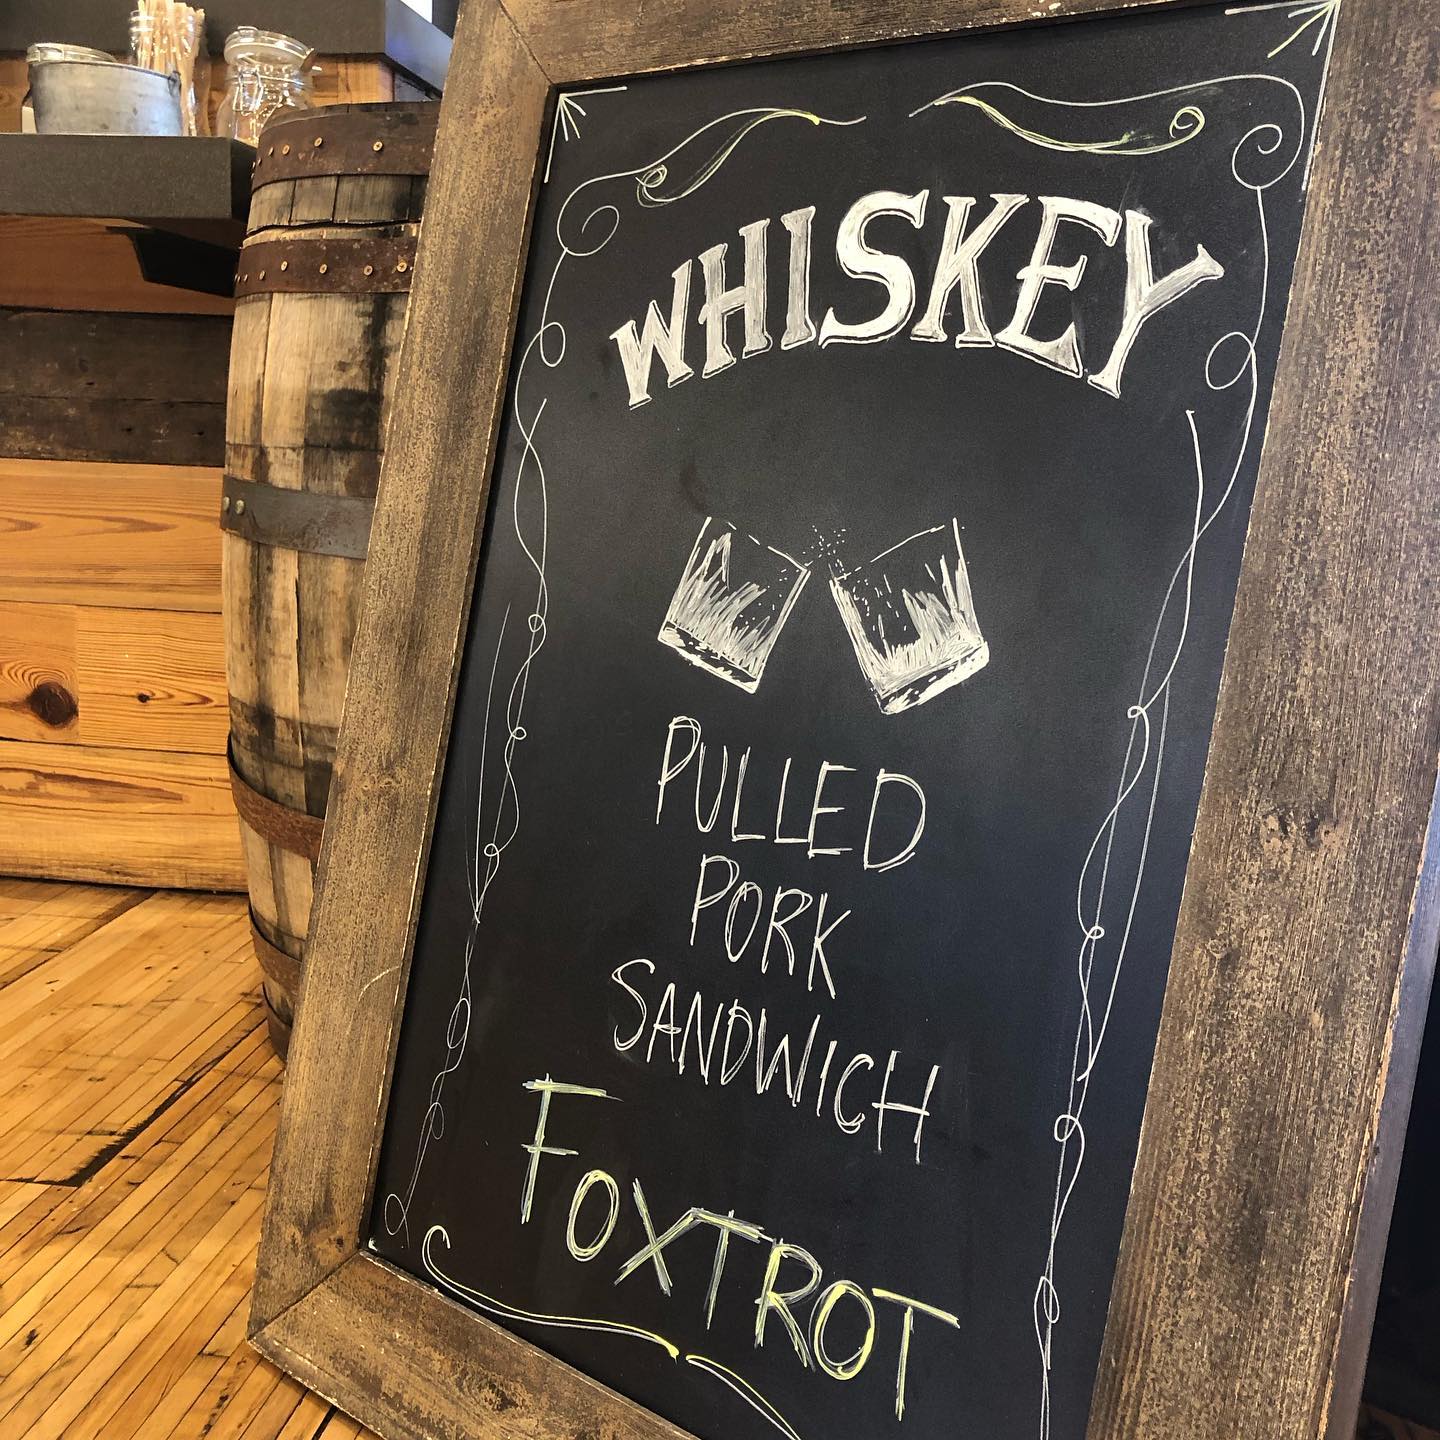 WHISKEY
PULLED
PORK
SANDWICH
FOXTROT